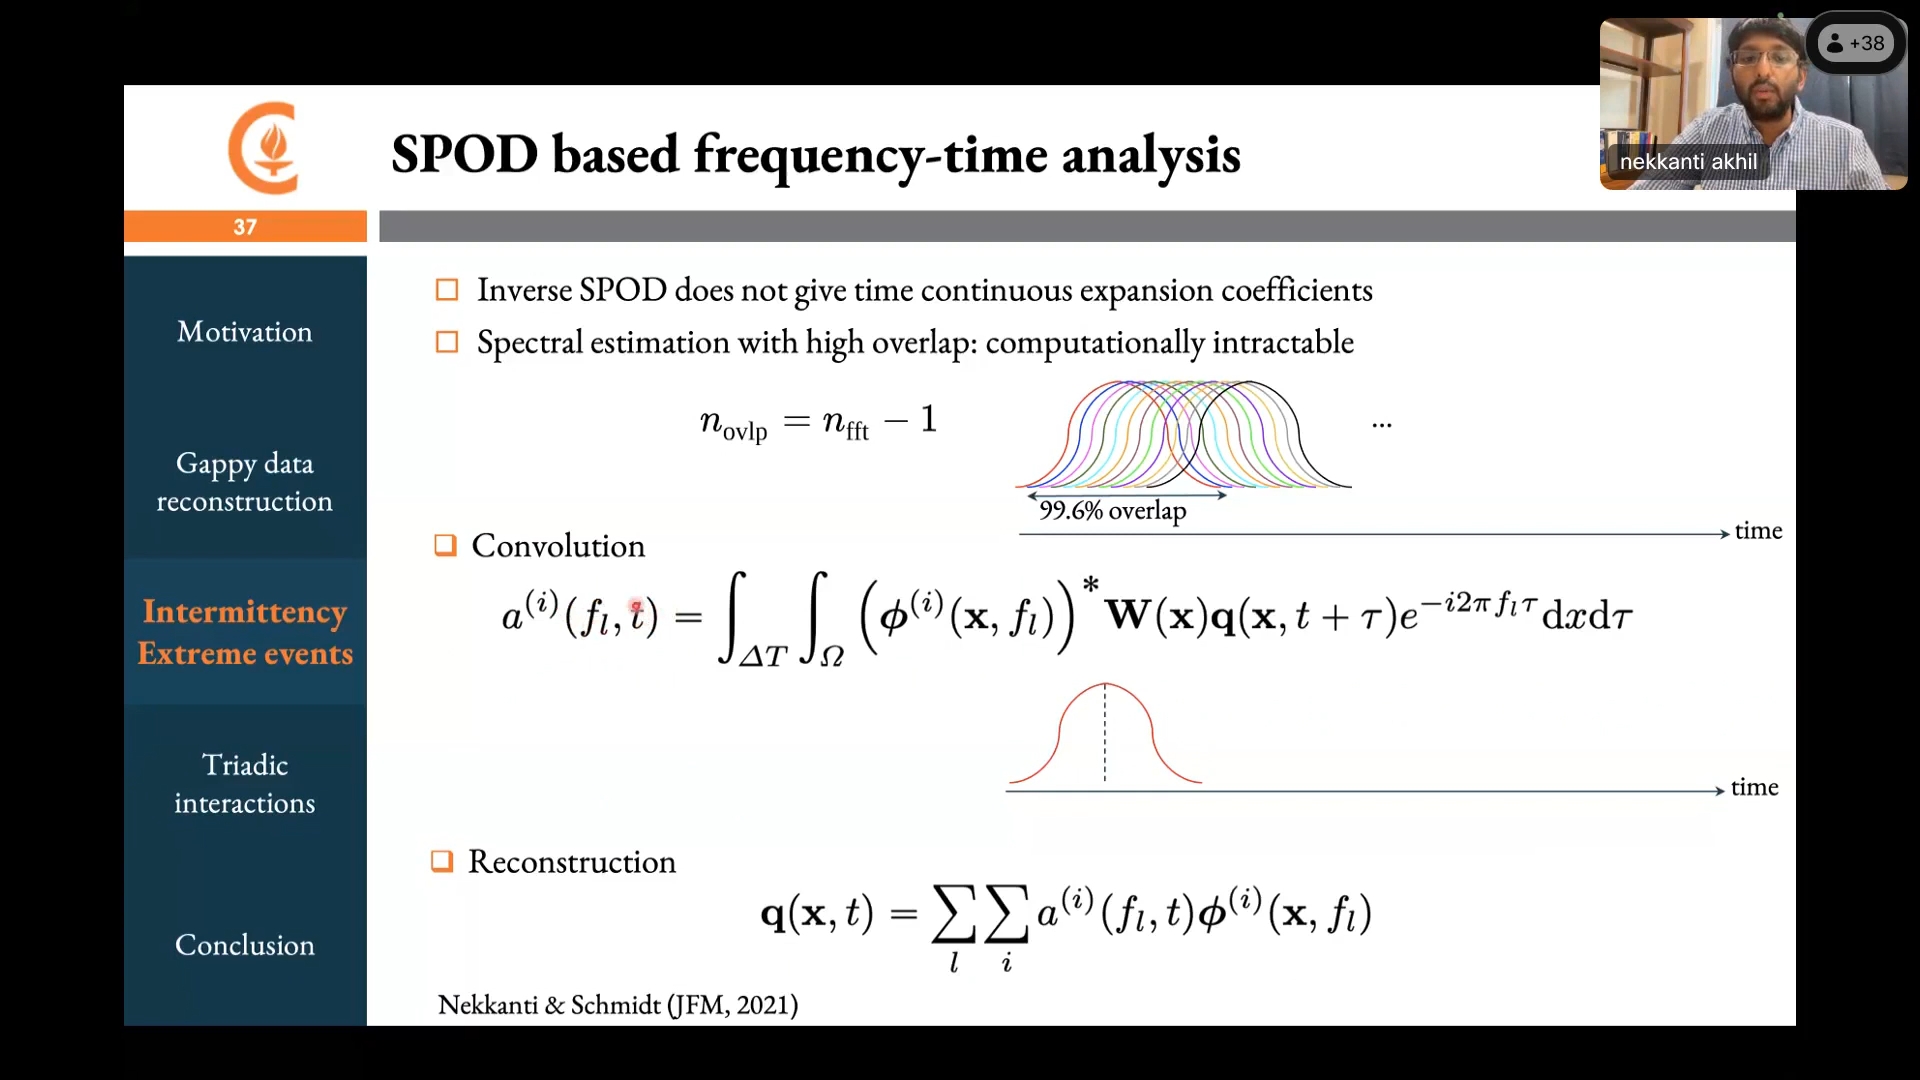 +38
nekkanti akhil
SPOD based frequency-time analysis
37
Motivation
Gappy data
reconstruction
Intermittency
Extreme events
Triadic
interactions
Conclusion
Inverse SPOD does not give time continuous expansion coefficients
Spectral estimation with high overlap: computationally intractable
n_ovlp = n_fft − 1
...
99.6% overlap
time
Convolution
a^(i)(f_l, t) = ∫_ΔT ∫_Ω (ϕ^(i)(x, f_l))^* W(x)q(x, t + τ)e^{−i2πf_lτ}dxdτ
time
Reconstruction
q(x, t) = ∑_l ∑_i a^(i)(f_l, t)ϕ^(i)(x, f_l)
Nekkanti & Schmidt (JFM, 2021)